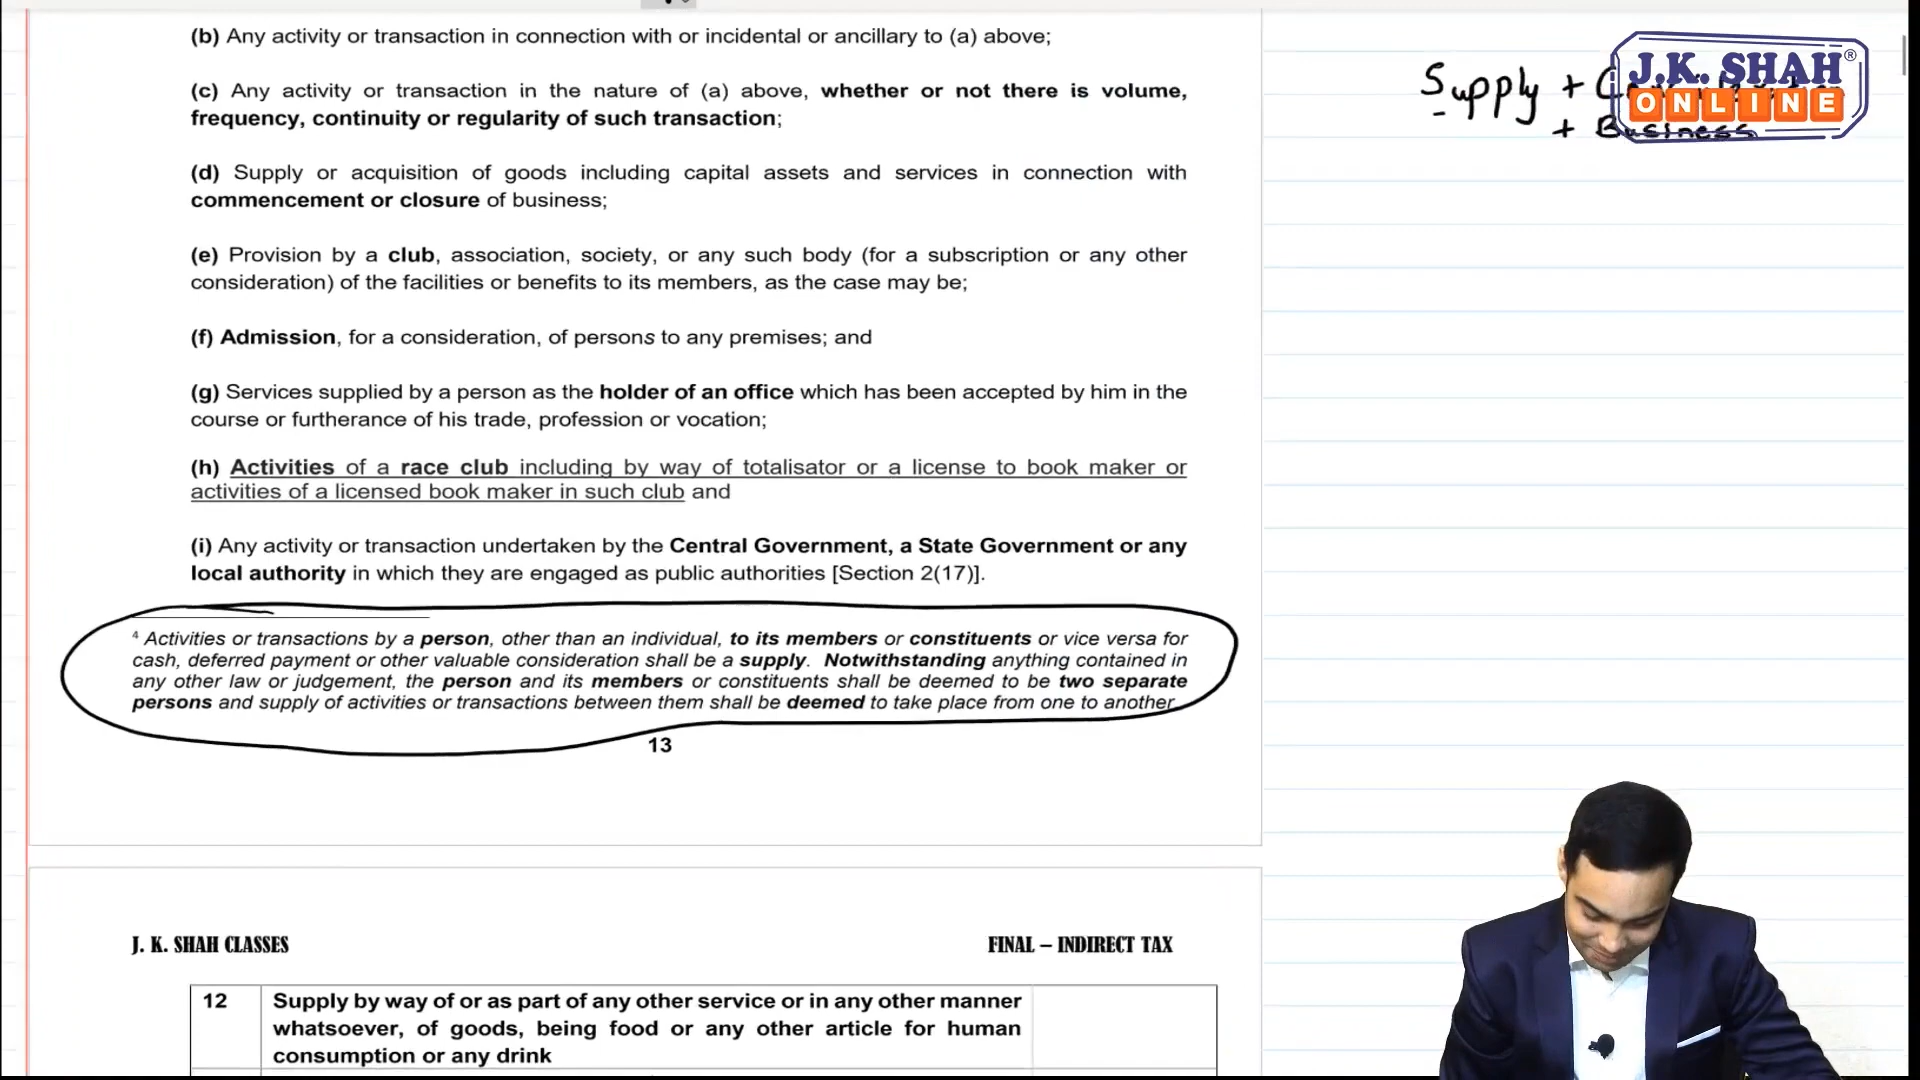 (b) Any activity or transaction in connection with or incidental or ancillary to (a) above;
(c) Any activity or transaction in the nature of (a) above, whether or not there is volume,
frequency, continuity or regularity of such transaction;
(d) Supply or acquisition of goods including capital assets and services in connection with
commencement or closure of business;
(e) Provision by a club, association, society, or any such body (for a subscription or any other
consideration) of the facilities or benefits to its members, as the case may be;
(f) Admission, for a consideration, of persons to any premises; and
(g) Services supplied by a person as the holder of an office which has been accepted by him in the
course or furtherance of his trade, profession or vocation;
(h) Activities of a race club including by way of totalisator or a license to book maker or
activities of a licensed book maker in such club and
(i) Any activity or transaction undertaken by the Central Government, a State Government or any
local authority in which they are engaged as public authorities [Section 2(17)].
4 Activities or transactions by a person, other than an individual, to its members or constituents or vice versa for
cash, deferred payment or other valuable consideration shall be a supply. Notwithstanding anything contained in
any other law or judgement, the person and its members or constituents shall be deemed to be two separate
persons and supply of activities or transactions between them shall be deemed to take place from one to another.
13
J. K. SHAH CLASSES
FINAL – INDIRECT TAX
12
Supply by way of or as part of any other service or in any other manner
whatsoever, of goods, being food or any other article for human
consumption or any drink
Supply +
+ Business
J.K. SHAH®
ONLINE